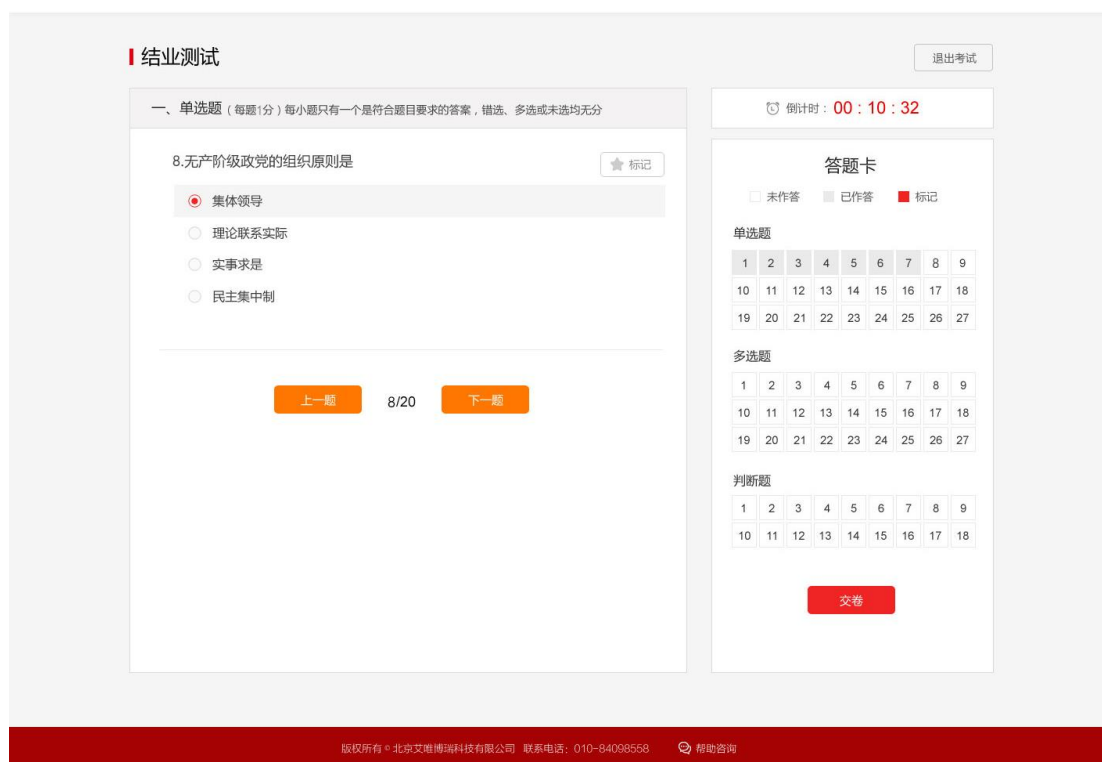 结业测试
退出考试
一、单选题（每题1分）每小题只有一个是符合题目要求的答案，错选、多选或未选均无分
倒计时：00：10：32
8.无产阶级政党的组织原则是
标记
集体领导
理论联系实际
实事求是
民主集中制
上一题
8/20
下一题
答题卡
未作答 已作答 标记
单选题
1 2 3 4 5 6 7 8 9
10 11 12 13 14 15 16 17 18
19 20 21 22 23 24 25 26 27
多选题
1 2 3 4 5 6 7 8 9
10 11 12 13 14 15 16 17 18
19 20 21 22 23 24 25 26 27
判断题
1 2 3 4 5 6 7 8 9
10 11 12 13 14 15 16 17 18
交卷
版权所有©北京艾唯博瑞科技有限公司 联系电话：010-84098558 帮助咨询